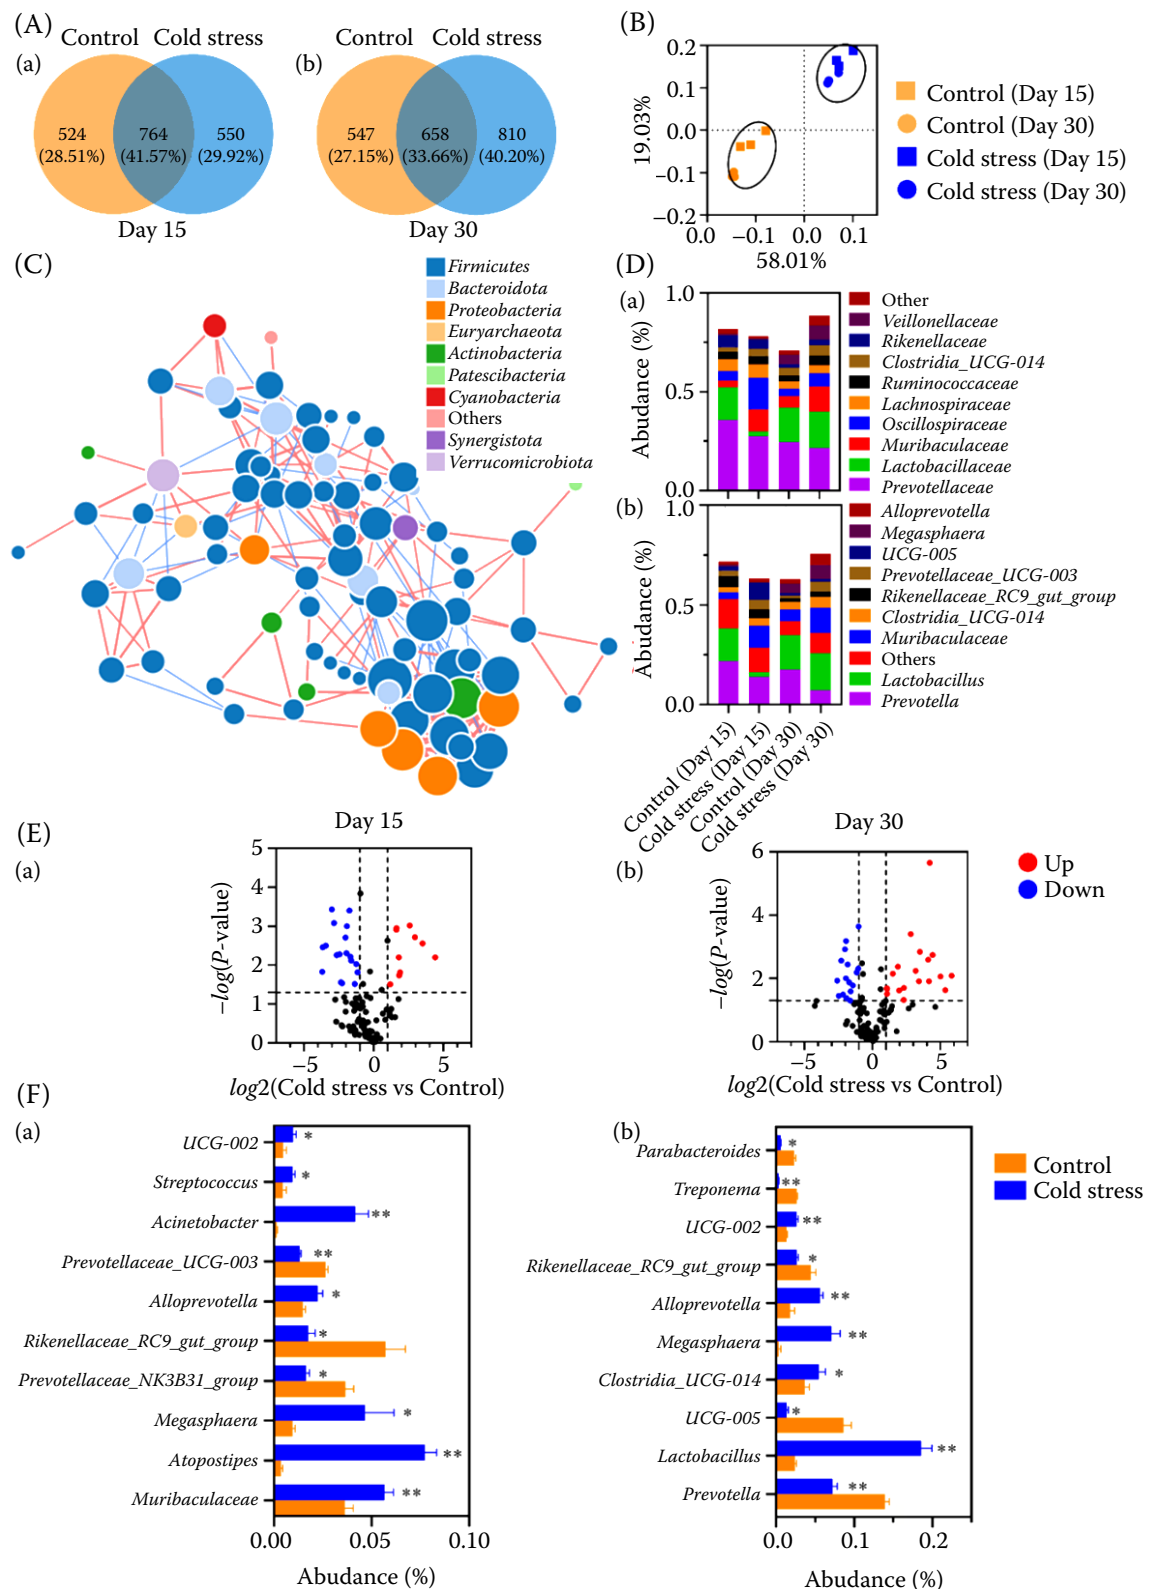 (A)
Control Cold stress
(a)
524 764 550
(28.51%) (41.57%) (29.92%)
Day 15
Control Cold stress
(b)
547 658 810
(27.15%) (33.66%) (40.20%)
Day 30
(B)
0.2
0.1
0.0
−0.1
−0.2
19.03%
0.0 −0.1 0.0 0.1
58.01%
Control (Day 15)
Control (Day 30)
Cold stress (Day 15)
Cold stress (Day 30)
(C)
Firmicutes
Bacteroidota
Proteobacteria
Euryarchaeota
Actinobacteria
Patescibacteria
Cyanobacteria
Others
Synergistota
Verrucomicrobiota
(D)
(a)
1.0
0.5
0.0
Abudance (%)
Other
Veillonellaceae
Rikenellaceae
Clostridia_UCG-014
Ruminococcaceae
Lachnospiraceae
Oscillospiraceae
Muribaculaceae
Lactobacillaceae
Prevotellaceae
(b)
1.0
0.5
0.0
Abudance (%)
Alloprevotella
Megasphaera
UCG-005
Prevotellaceae_UCG-003
Rikenellaceae_RC9_gut_group
Clostridia_UCG-014
Muribaculaceae
Others
Lactobacillus
Prevotella
Control (Day 15)
Cold stress (Day 15)
Control (Day 30)
Cold stress (Day 30)
(E)
Day 15
(a)
5
4
3
2
1
0
−log(P-value)
−5 0 5
log2(Cold stress vs Control)
Day 30
(b)
6
4
2
0
−log(P-value)
−5 0 5
log2(Cold stress vs Control)
Up
Down
(F)
(a)
UCG-002 *
Streptococcus *
Acinetobacter **
Prevotellaceae_UCG-003 **
Alloprevotella *
Rikenellaceae_RC9_gut_group *
Prevotellaceae_NK3B31_group *
Megasphaera *
Atopostipes **
Muribaculaceae **
0.00 0.05 0.10
Abudance (%)
(b)
Parabacteroides *
Treponema **
UCG-002 **
Rikenellaceae_RC9_gut_group *
Alloprevotella **
Megasphaera **
Clostridia_UCG-014 *
UCG-005 *
Lactobacillus **
Prevotella **
0.0 0.1 0.2
Abudance (%)
Control
Cold stress